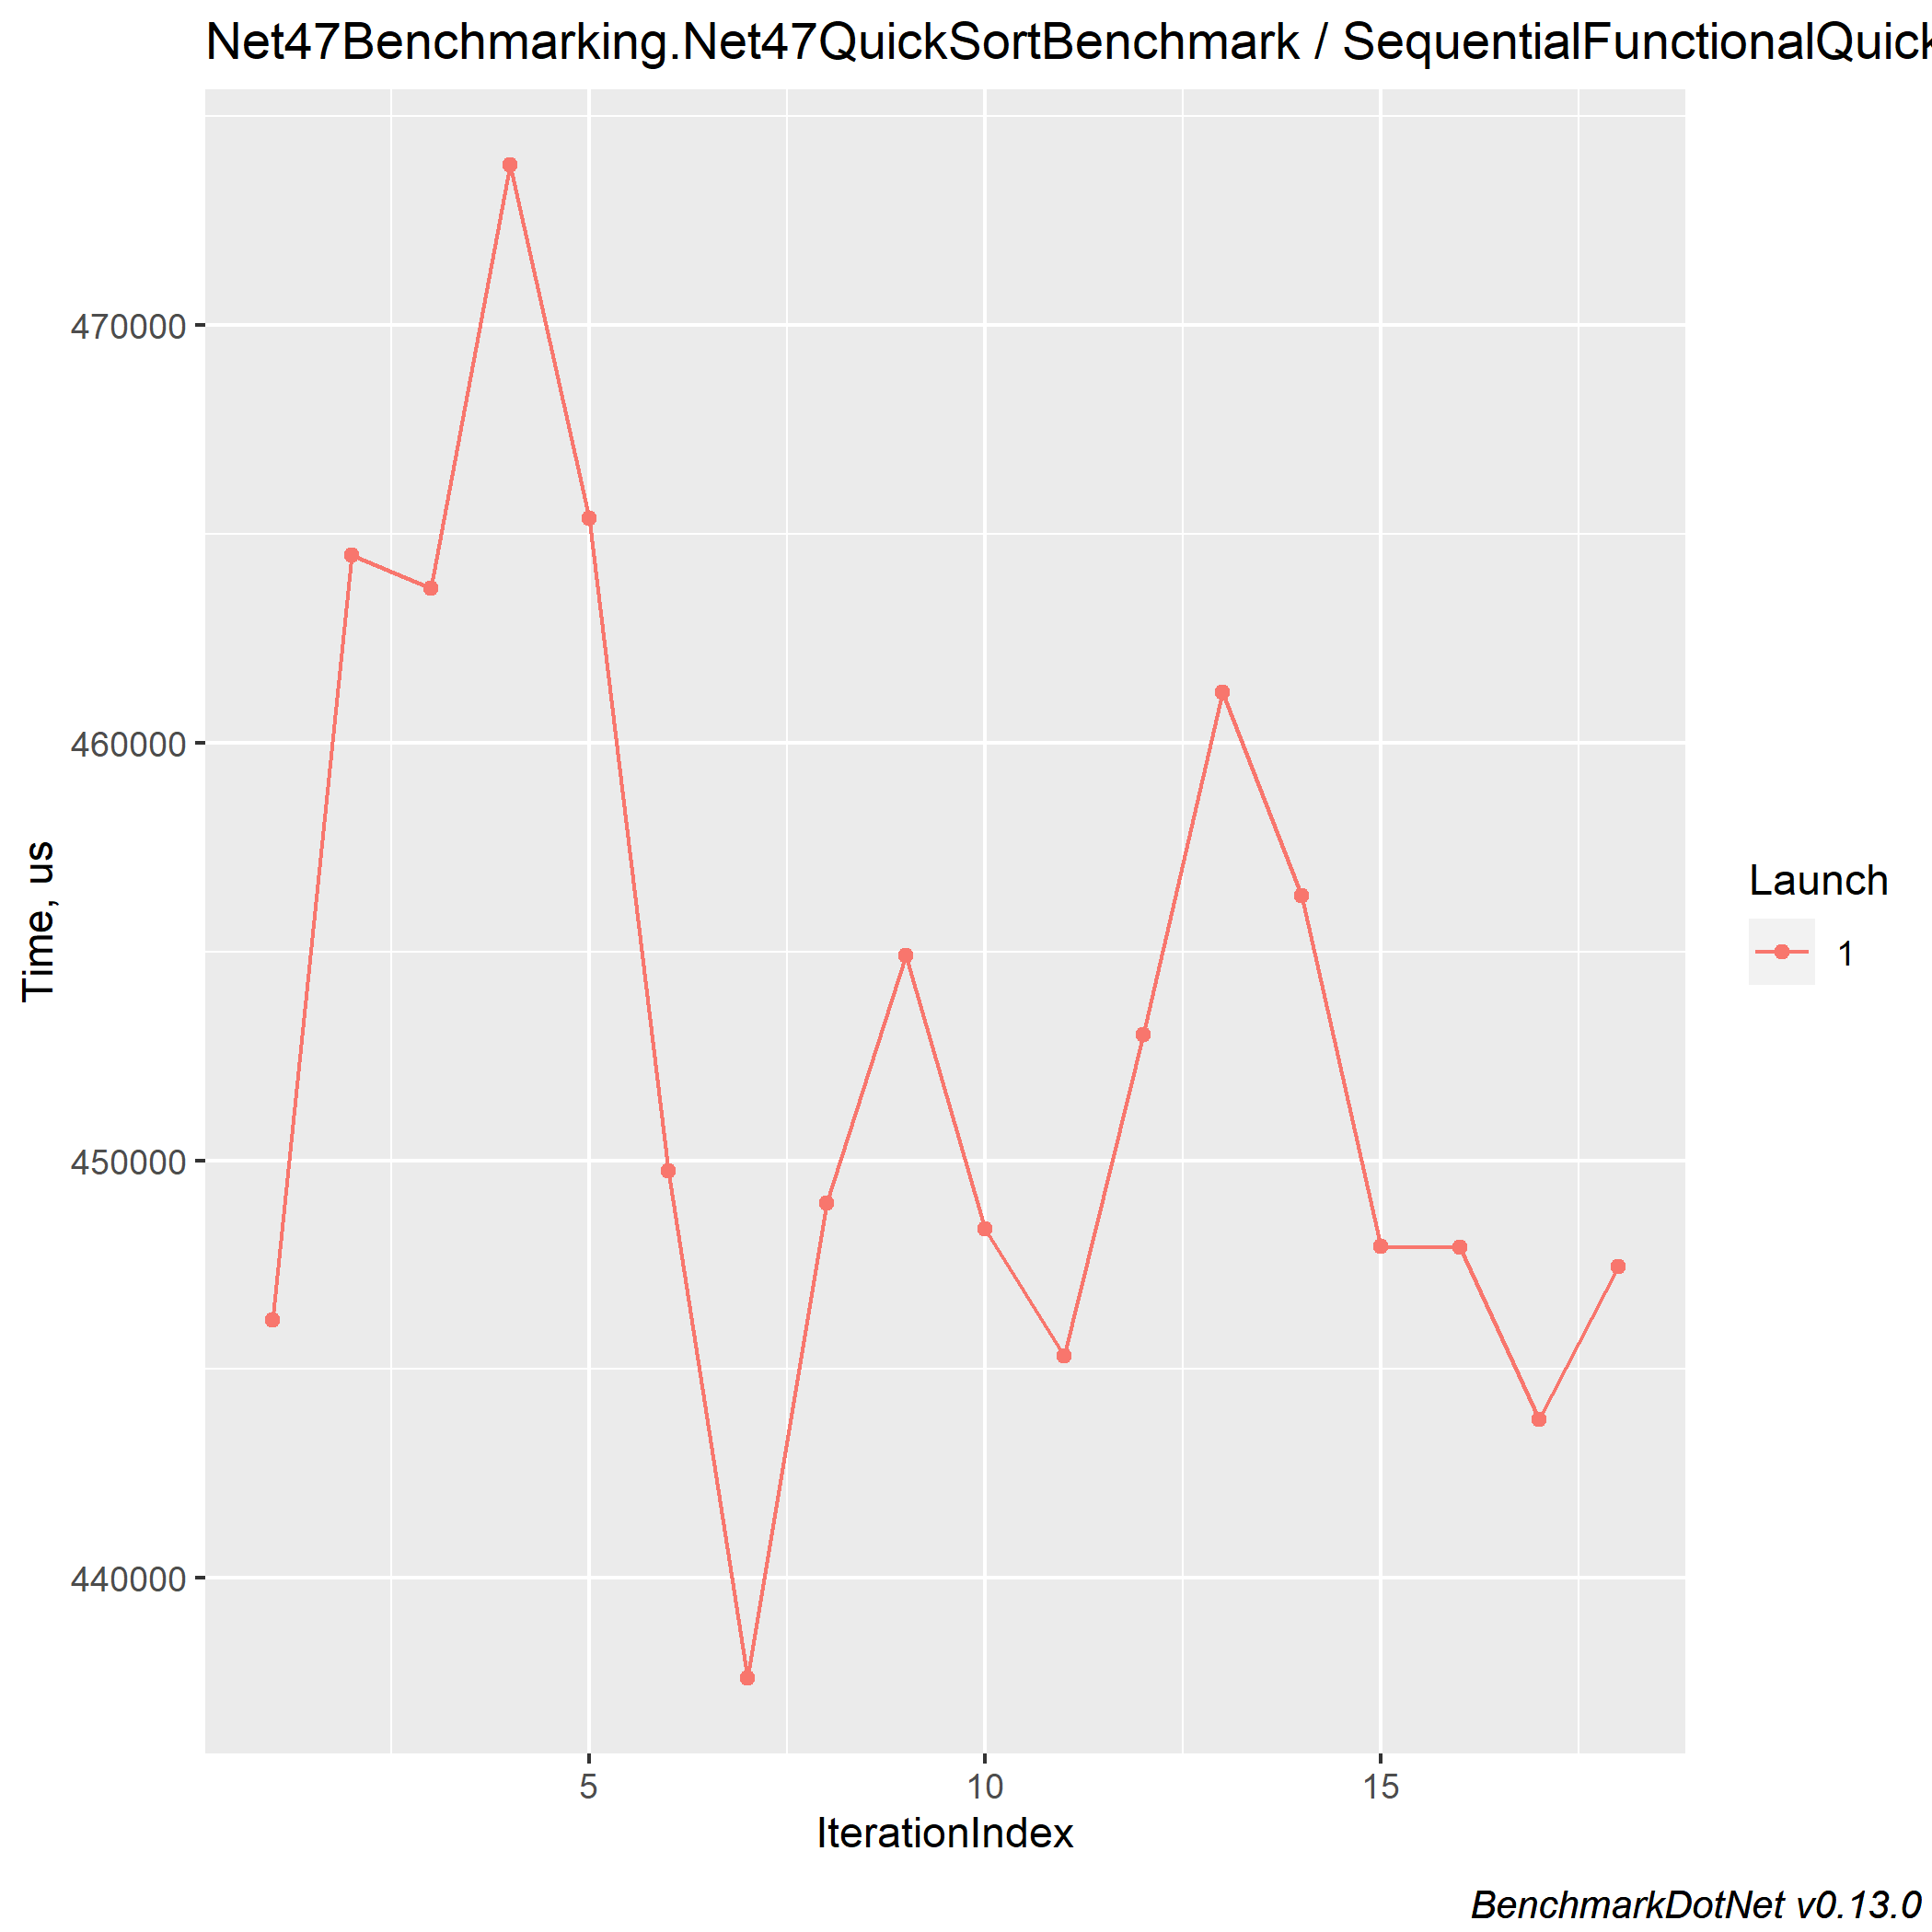 Net47Benchmarking.Net47QuickSortBenchmark / SequentialFunctionalQuick
470000
460000
450000
440000
Time, us
5 10 15
IterationIndex
Launch
1
BenchmarkDotNet v0.13.0